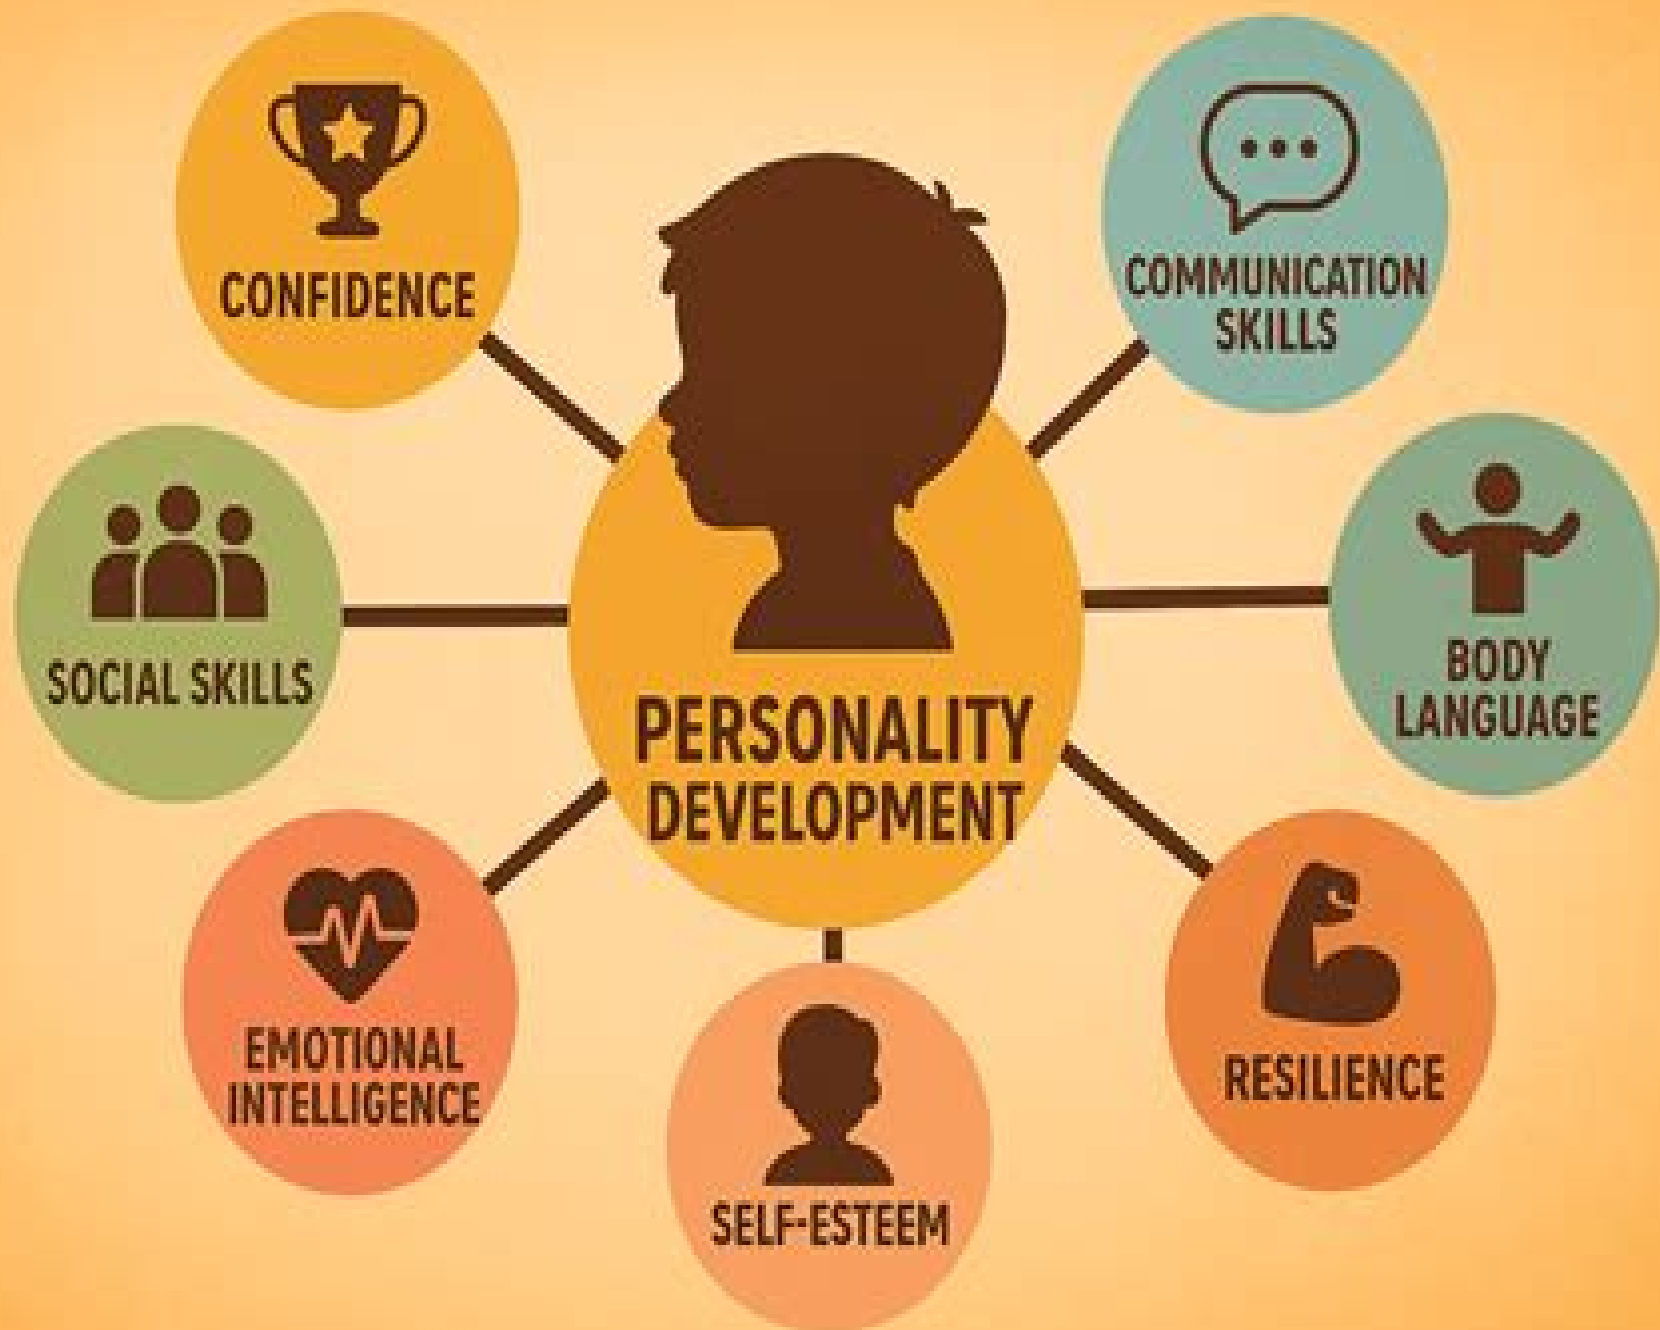 CONFIDENCE
COMMUNICATION
SKILLS
SOCIAL SKILLS
BODY
LANGUAGE
PERSONALITY
DEVELOPMENT
EMOTIONAL
INTELLIGENCE
RESILIENCE
SELF-ESTEEM